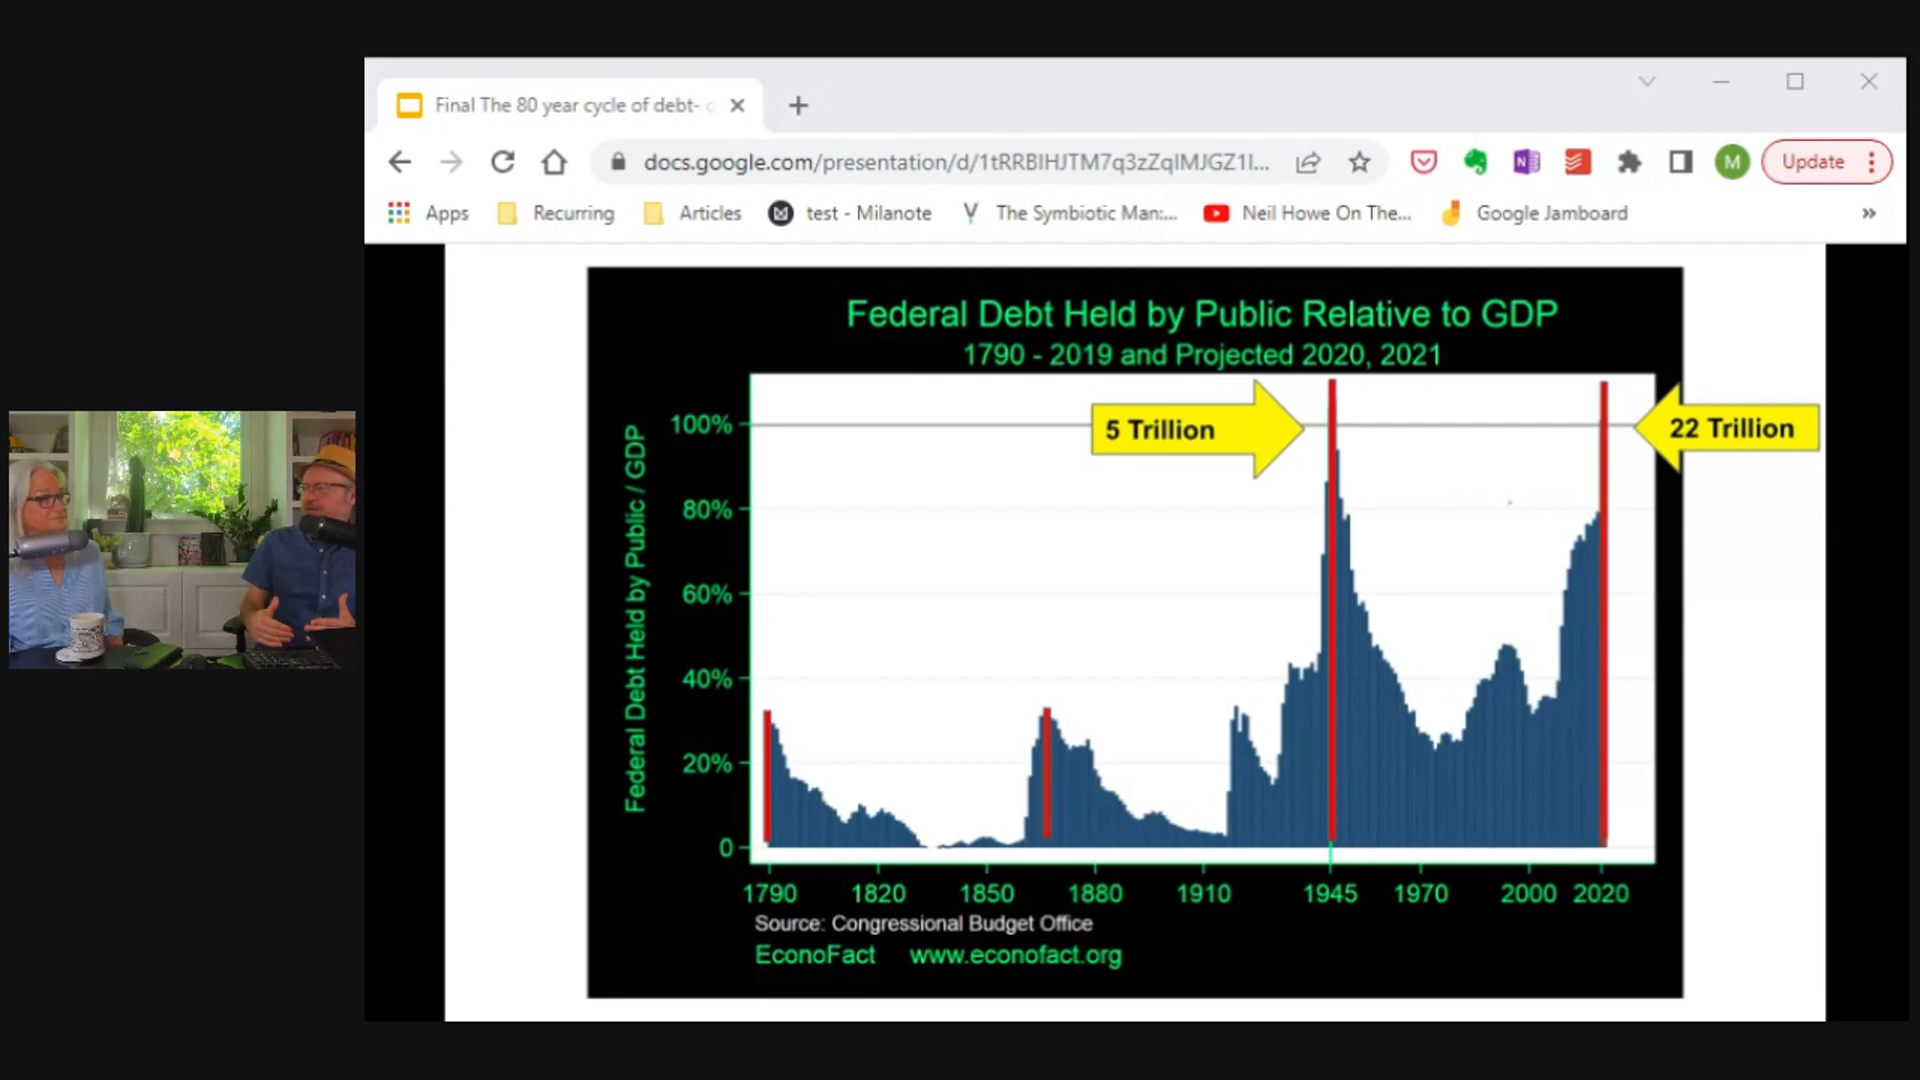 Final The 80 year cycle of debt-
docs.google.com/presentation/d/1tRRBIHJTM7q3zZqIMJGZ1I...
M
Update
Apps
Recurring
Articles
test - Milanote
The Symbiotic Man:...
Neil Howe On The...
Google Jamboard
»
Federal Debt Held by Public Relative to GDP
1790 - 2019 and Projected 2020, 2021
Federal Debt Held by Public / GDP
100%
80%
60%
40%
20%
0
5 Trillion
22 Trillion
1790 1820 1850 1880 1910 1945 1970 2000 2020
Source: Congressional Budget Office
EconoFact www.econofact.org